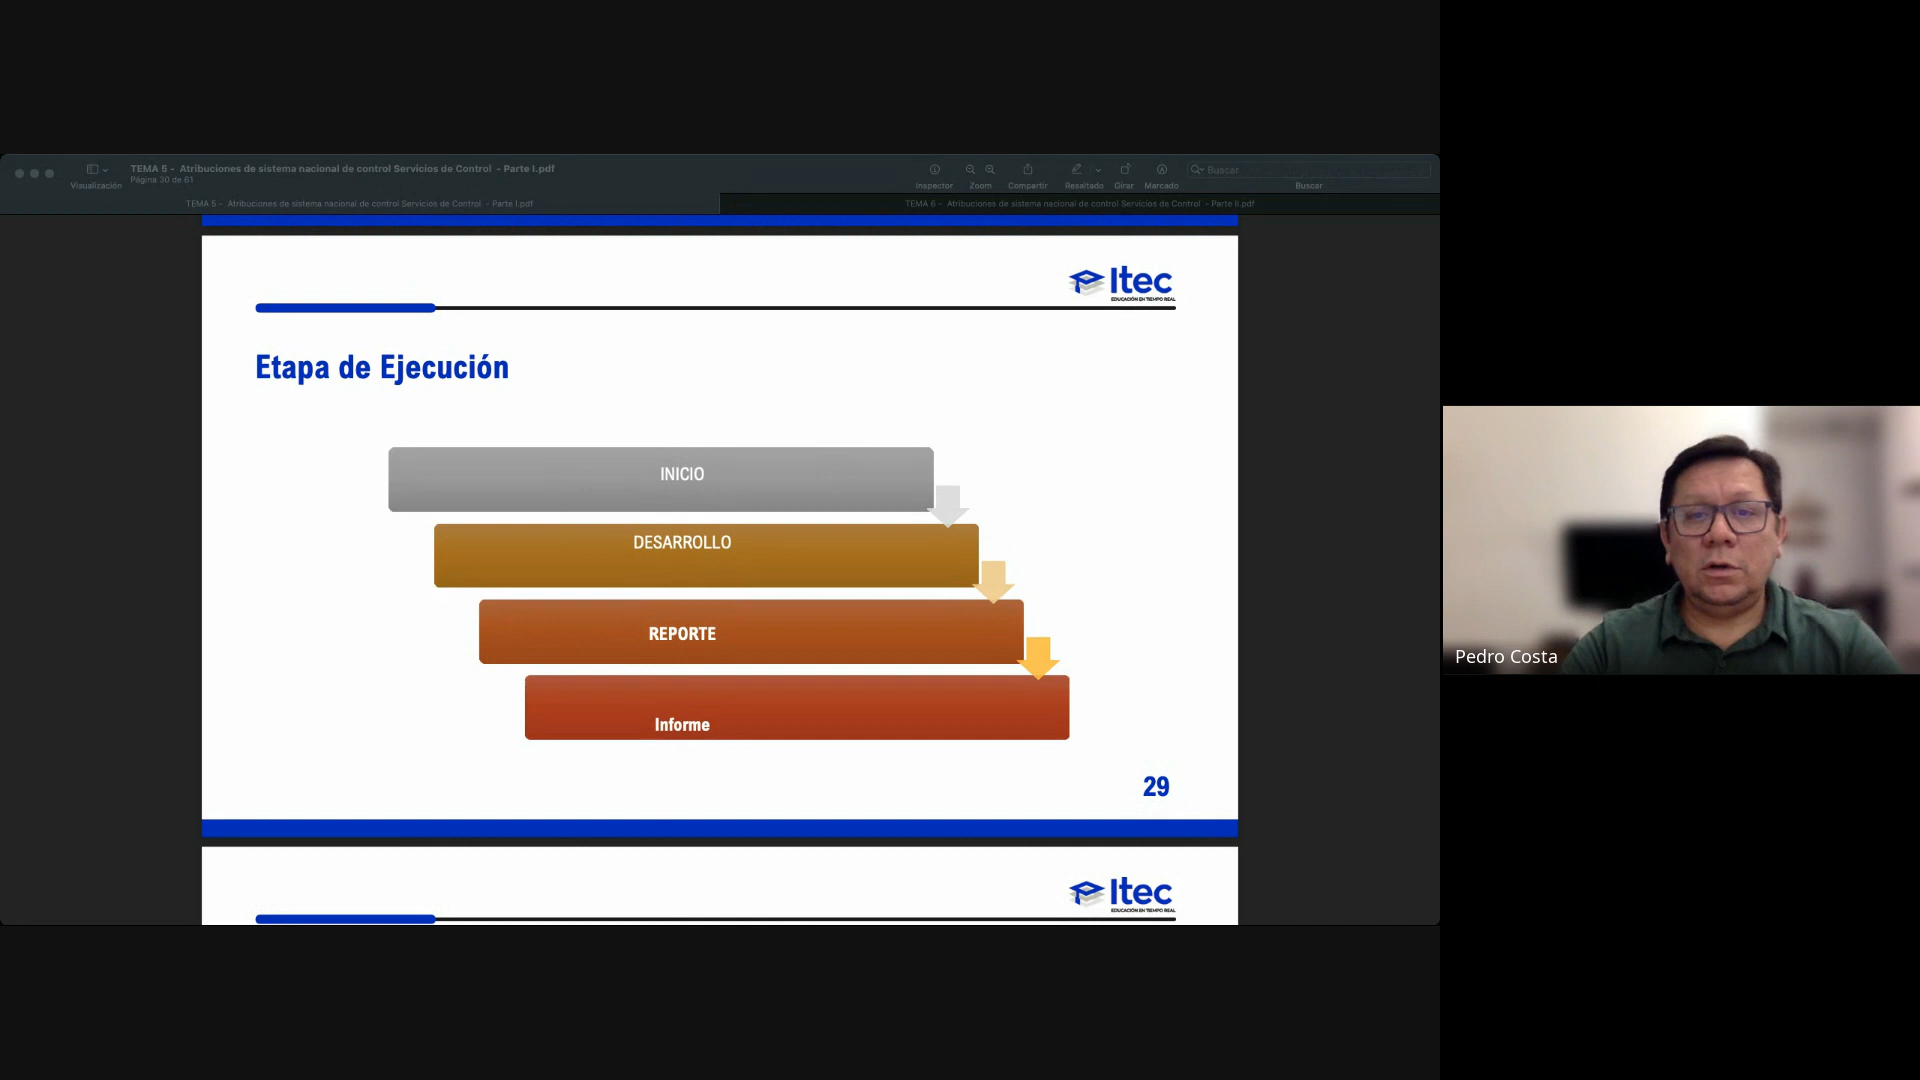 TEMA 5 - Atribuciones de sistema nacional de control Servicios de Control - Parte I.pdf
Página 30 de 61
Visualización
Inspector
Zoom
Compartir
Resaltado
Girar
Marcado
Buscar
Buscar
TEMA 5 - Atribuciones de sistema nacional de control Servicios de Control - Parte I.pdf
TEMA 6 - Atribuciones de sistema nacional de control Servicios de Control - Parte II.pdf
Itec
EDUCACIÓN EN TIEMPO REAL
Etapa de Ejecución
INICIO
DESARROLLO
REPORTE
Informe
29
Itec
EDUCACIÓN EN TIEMPO REAL
Pedro Costa